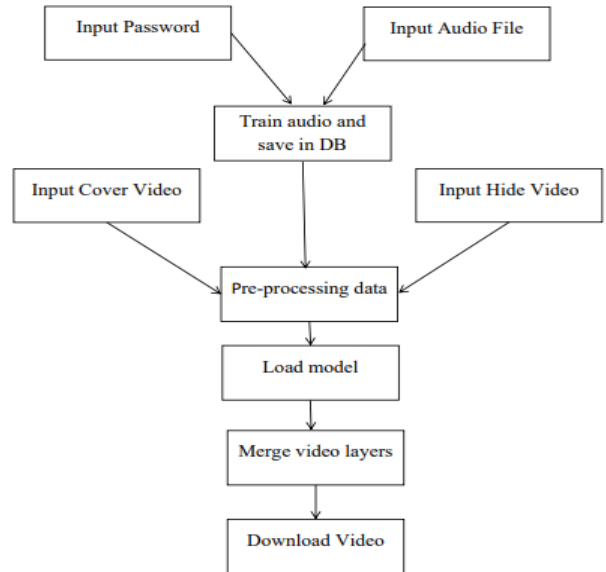 Input Password
Input Audio File
Train audio and
save in DB
Input Cover Video
Input Hide Video
Pre-processing data
Load model
Merge video layers
Download Video